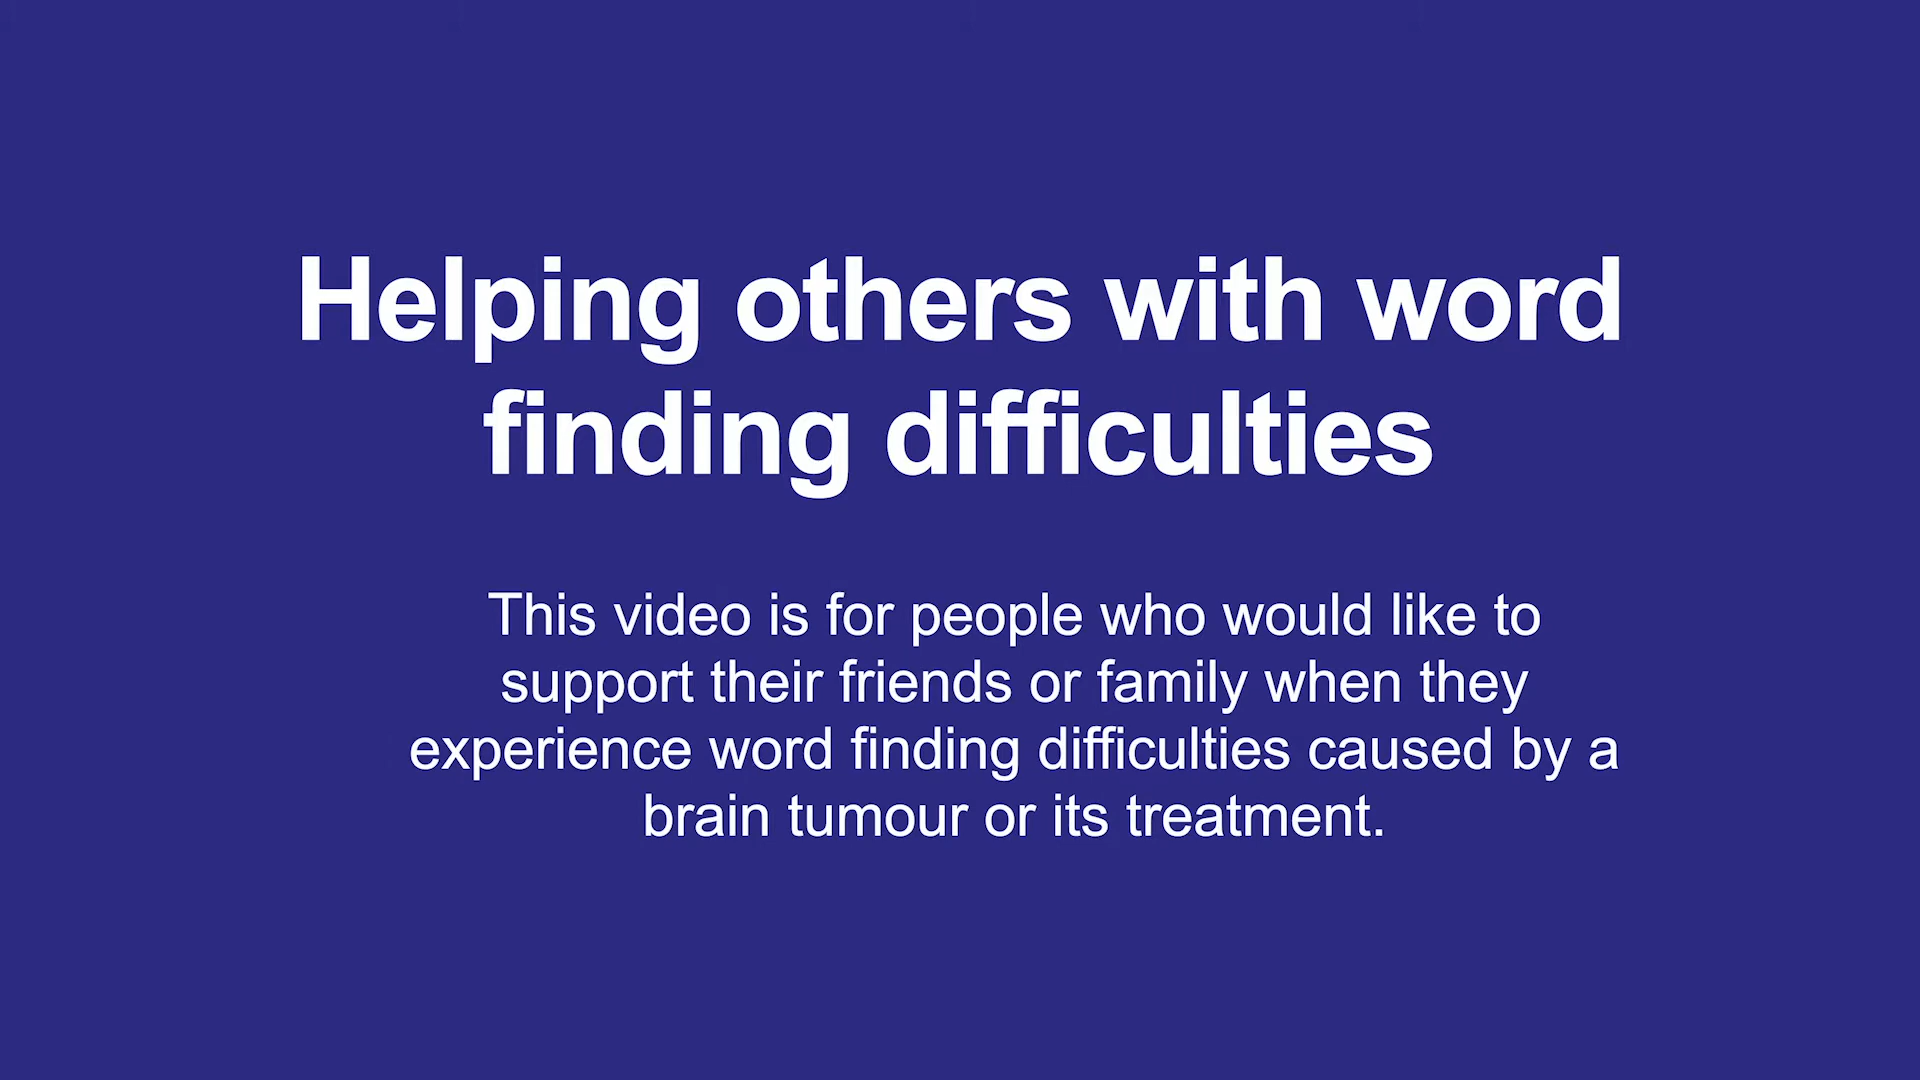 Helping others with word
finding difficulties
This video is for people who would like to
support their friends or family when they
experience word finding difficulties caused by a
brain tumour or its treatment.